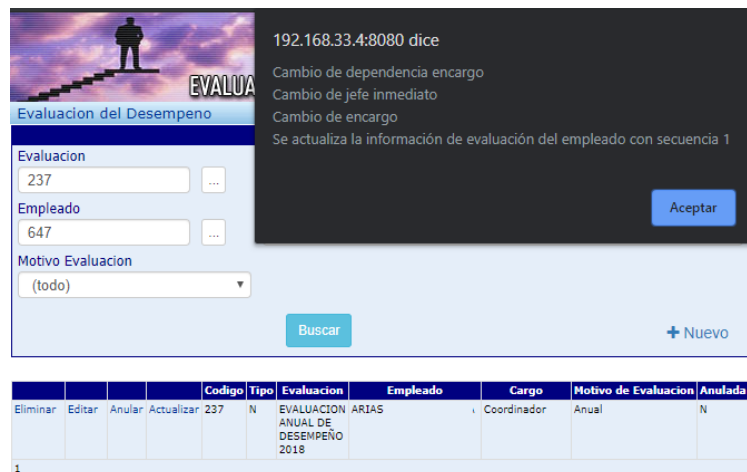 EVALUA
Evaluacion del Desempeno
192.168.33.4:8080 dice
Cambio de dependencia encargo
Cambio de jefe inmediato
Cambio de encargo
Se actualiza la información de evaluación del empleado con secuencia 1
Aceptar
Evaluacion
237
...
Empleado
647
...
Motivo Evaluacion
(todo)
Buscar
+ Nuevo
Codigo Tipo Evaluacion Empleado Cargo Motivo de Evaluacion Anulada
Eliminar Editar Anular Actualizar 237 N EVALUACION ARIAS Coordinador Anual N
ANUAL DE
DESEMPEÑO
2018
1